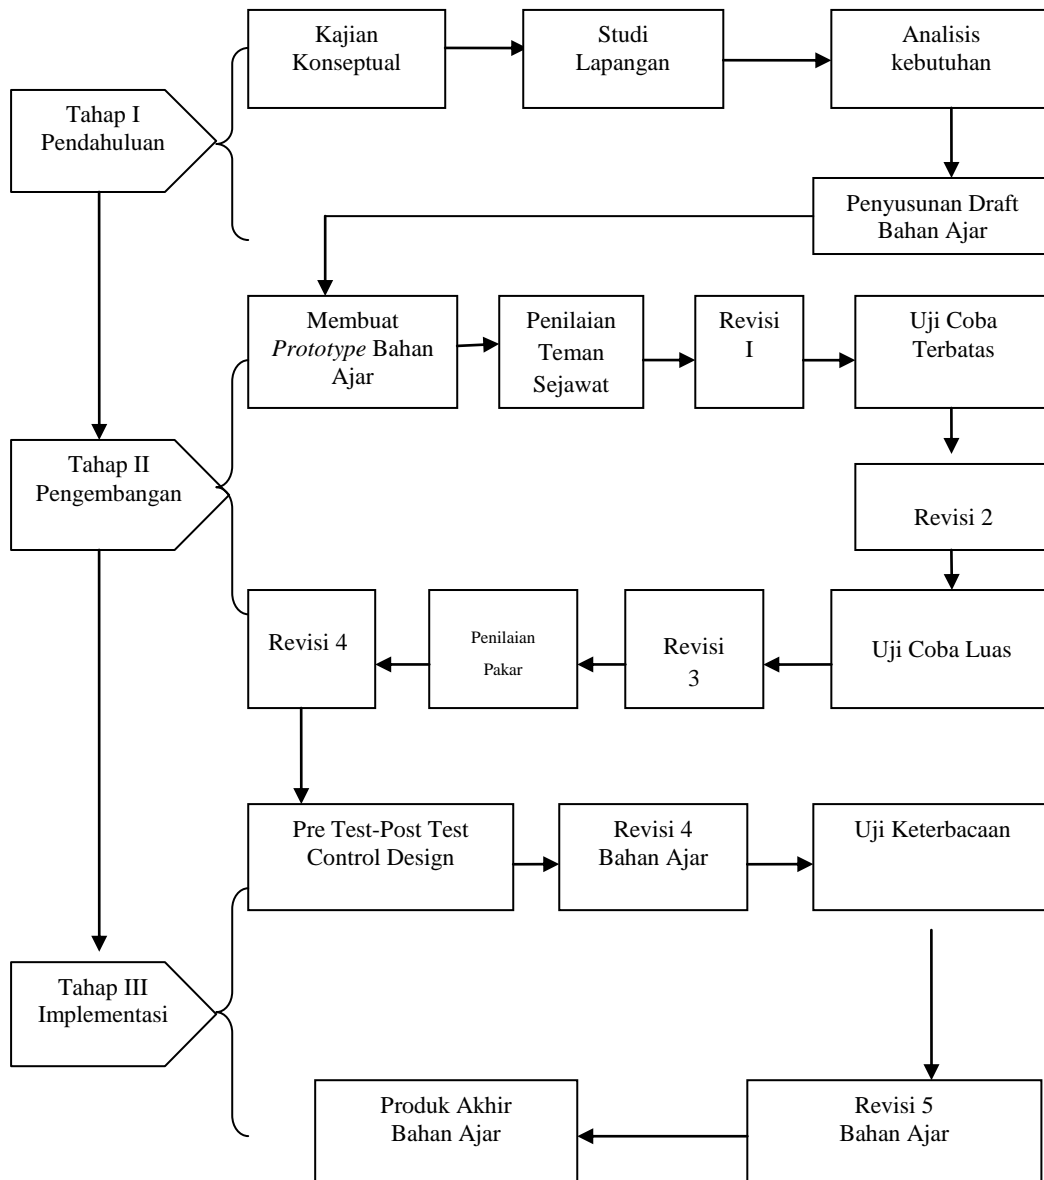 Kajian
Konseptual
Studi
Lapangan
Analisis
kebutuhan
Tahap I
Pendahuluan
Penyusunan Draft
Bahan Ajar
Membuat
Prototype Bahan
Ajar
Penilaian
Teman
Sejawat
Revisi
I
Uji Coba
Terbatas
Tahap II
Pengembangan
Revisi 2
Uji Coba Luas
Revisi
3
Penilaian
Pakar
Revisi 4
Pre Test-Post Test
Control Design
Revisi 4
Bahan Ajar
Uji Keterbacaan
Tahap III
Implementasi
Revisi 5
Bahan Ajar
Produk Akhir
Bahan Ajar